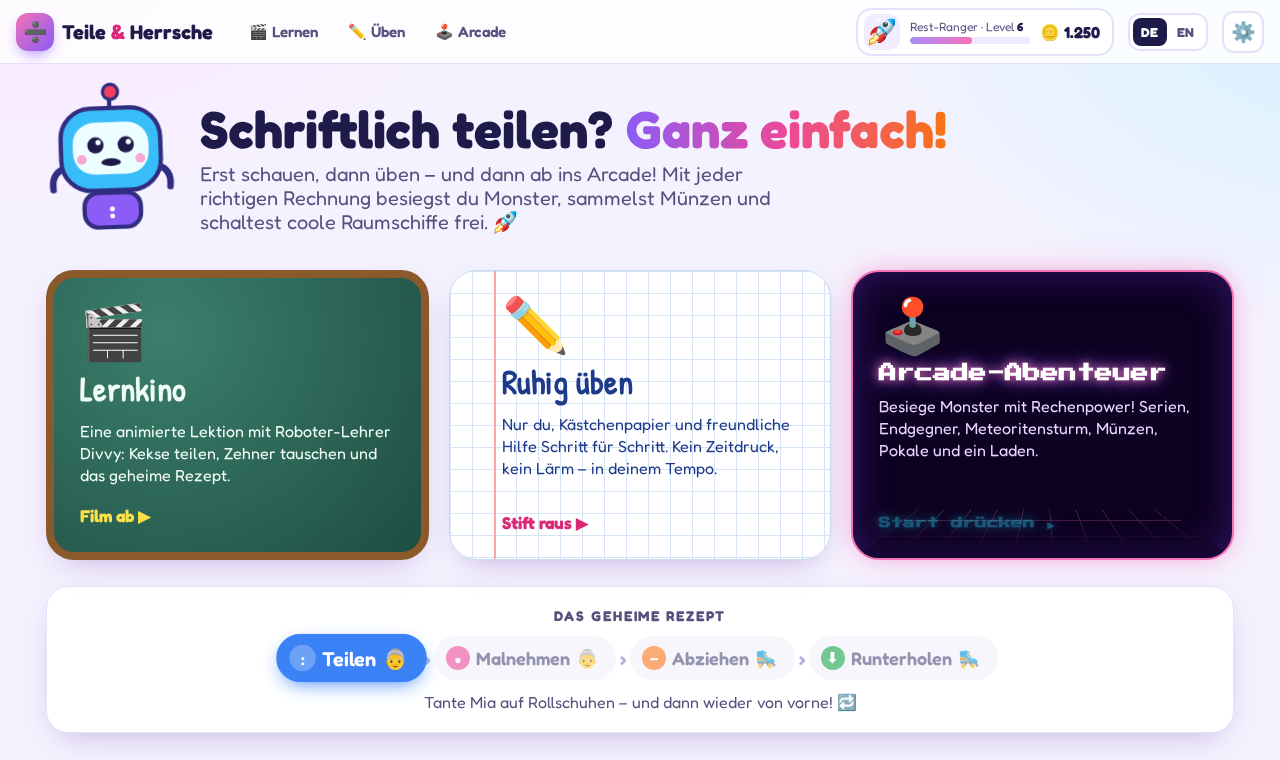 Teile & Herrsche
🎬 Lernen
✏️ Üben
🕹️ Arcade
Rest-Ranger · Level 6
🪙 1.250
DE
EN
Schriftlich teilen? Ganz einfach!
Erst schauen, dann üben – und dann ab ins Arcade! Mit jeder
richtigen Rechnung besiegst du Monster, sammelst Münzen und
schaltest coole Raumschiffe frei. 🚀
Lernkino
Eine animierte Lektion mit Roboter-Lehrer
Divvy: Kekse teilen, Zehner tauschen und
das geheime Rezept.
Film ab ▶
Ruhig üben
Nur du, Kästchenpapier und freundliche
Hilfe Schritt für Schritt. Kein Zeitdruck,
kein Lärm – in deinem Tempo.
Stift raus ▶
Arcade-Abenteuer
Besiege Monster mit Rechenpower! Serien,
Endgegner, Meteoritensturm, Münzen,
Pokale und ein Laden.
Start drücken ▶
DAS GEHEIME REZEPT
: Teilen 👵 › · Malnehmen 👵 › − Abziehen 🛼 › ⬇ Runterholen 🛼
Tante Mia auf Rollschuhen – und dann wieder von vorne! 🔁